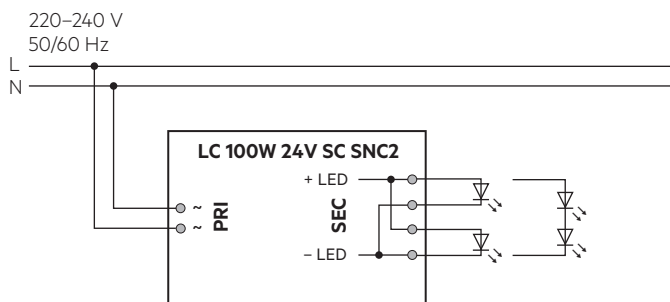 220–240 V
50/60 Hz
L
N
LC 100W 24V SC SNC2
+ LED
~
PRI
~
SEC
– LED